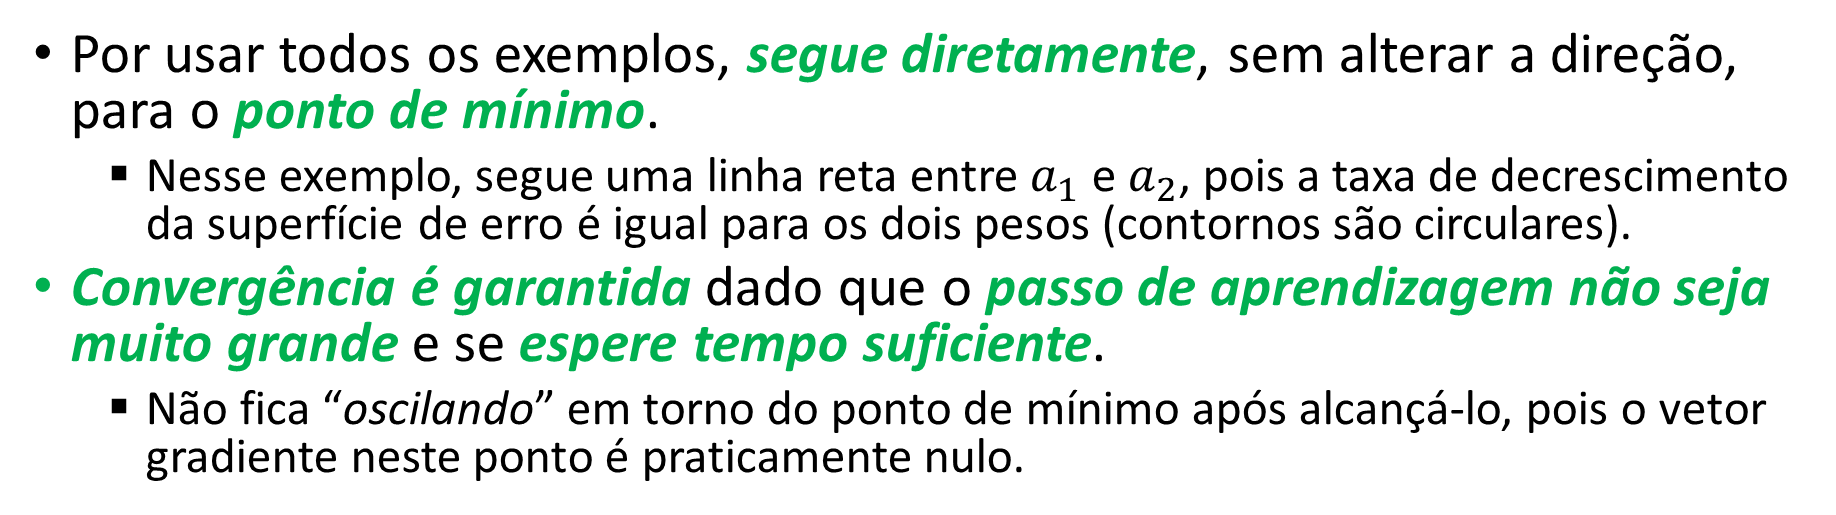 • Por usar todos os exemplos, segue diretamente, sem alterar a direção,
para o ponto de mínimo.
▪ Nesse exemplo, segue uma linha reta entre 𝑎₁ e 𝑎₂, pois a taxa de decrescimento
da superfície de erro é igual para os dois pesos (contornos são circulares).
• Convergência é garantida dado que o passo de aprendizagem não seja
muito grande e se espere tempo suficiente.
▪ Não fica “oscilando” em torno do ponto de mínimo após alcançá-lo, pois o vetor
gradiente neste ponto é praticamente nulo.